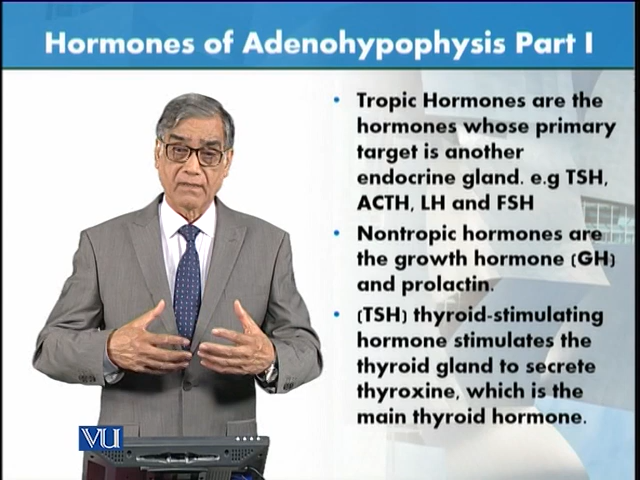 Hormones of Adenohypophysis Part I
• Tropic Hormones are the
hormones whose primary
target is another
endocrine gland. e.g TSH,
ACTH, LH and FSH
• Nontropic hormones are
the growth hormone (GH)
and prolactin.
• (TSH) thyroid-stimulating
hormone stimulates the
thyroid gland to secrete
thyroxine, which is the
main thyroid hormone.
VU